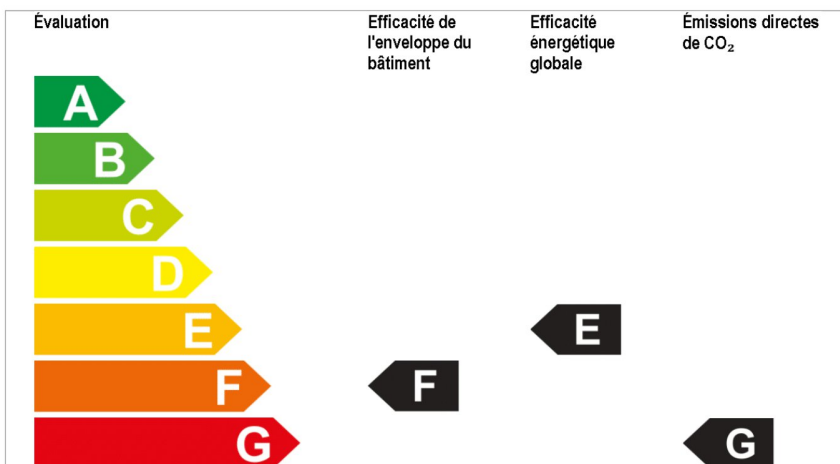 Évaluation
Efficacité de
l'enveloppe du
bâtiment
Efficacité
énergétique
globale
Émissions directes
de CO₂
A
B
C
D
E
E
F
F
G
G